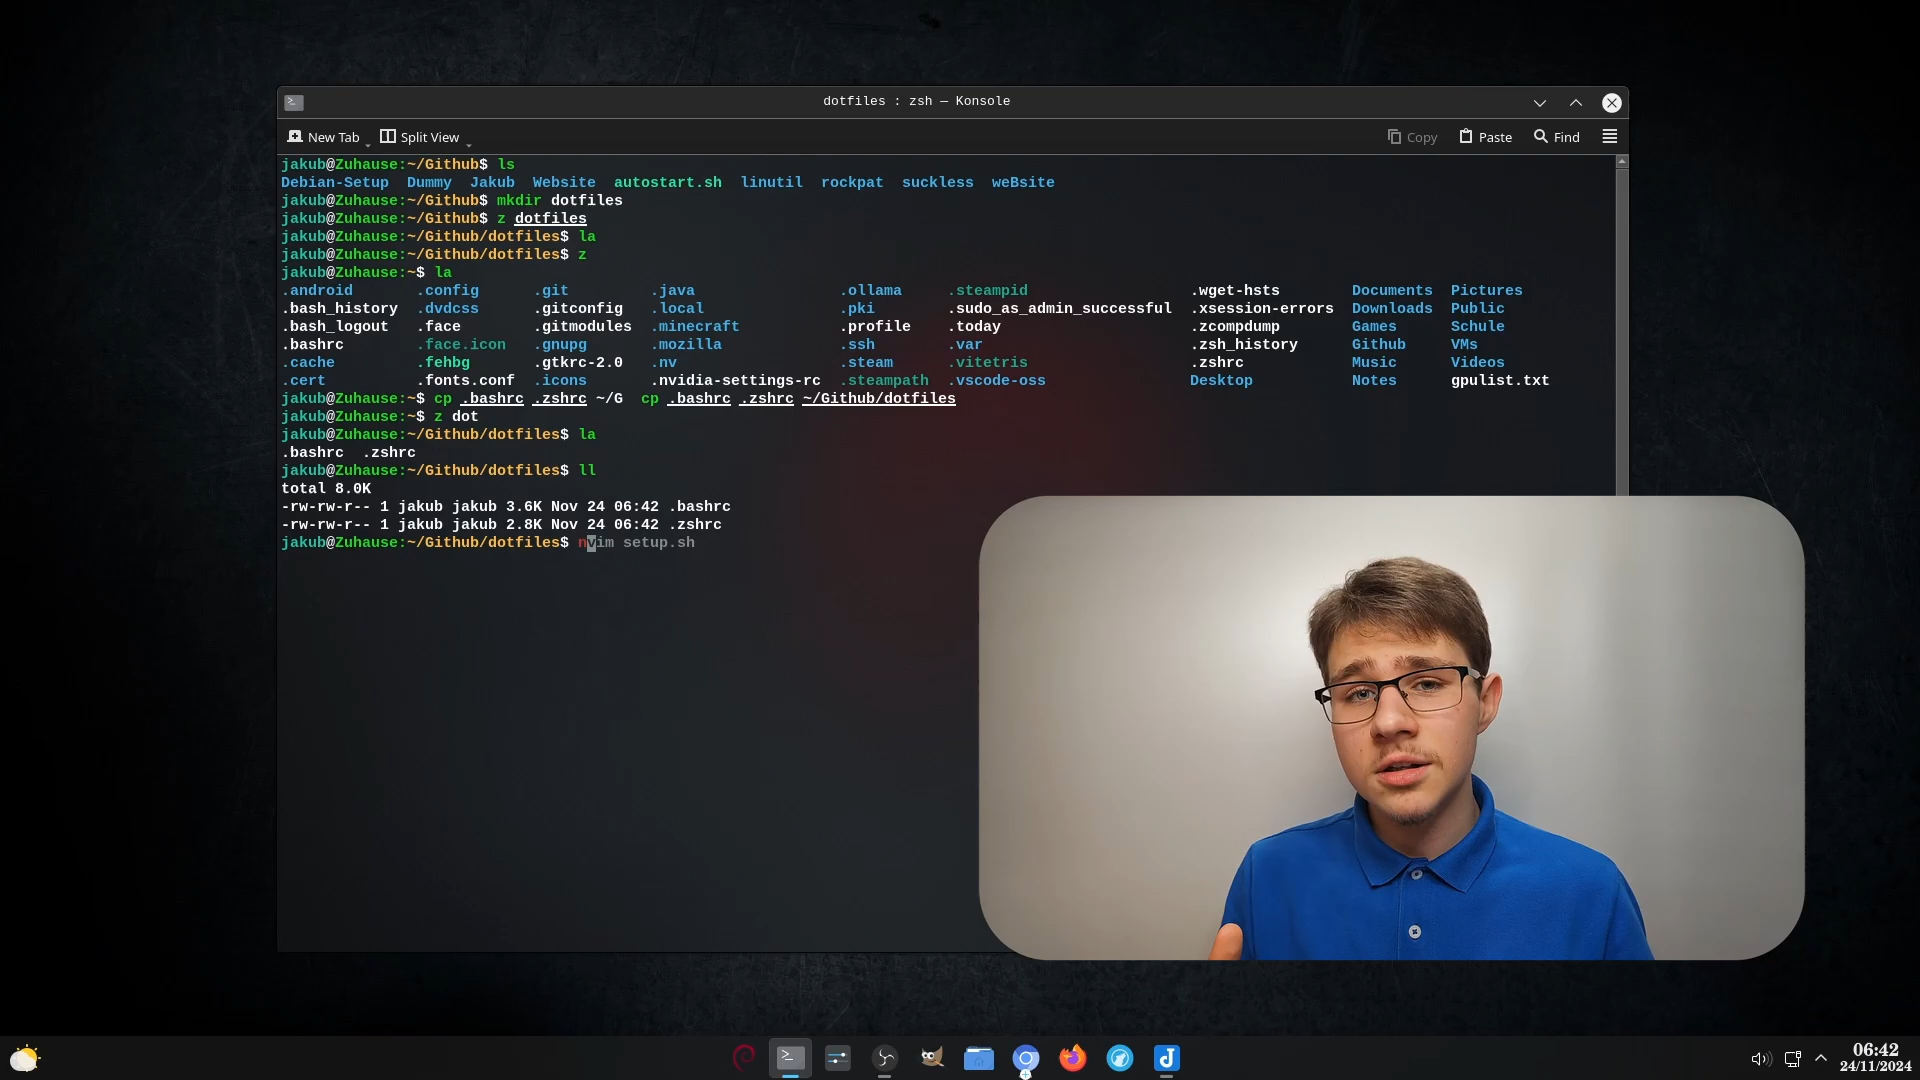 dotfiles : zsh — Konsole
New Tab Split View Copy Paste Find
jakub@Zuhause:~/Github$ ls
Debian-Setup Dummy Jakub Website autostart.sh linutil rockpat suckless weBsite
jakub@Zuhause:~/Github$ mkdir dotfiles
jakub@Zuhause:~/Github$ z dotfiles
jakub@Zuhause:~/Github/dotfiles$ la
jakub@Zuhause:~/Github/dotfiles$ z
jakub@Zuhause:~$ la
.android .config .git .java .ollama .steampid .wget-hsts Documents Pictures
.bash_history .dvdcss .gitconfig .local .pki .sudo_as_admin_successful .xsession-errors Downloads Public
.bash_logout .face .gitmodules .minecraft .profile .today .zcompdump Games Schule
.bashrc .face.icon .gnupg .mozilla .ssh .var .zsh_history Github VMs
.cache .fehbg .gtkrc-2.0 .nv .steam .vitetris .zshrc Music Videos
.cert .fonts.conf .icons .nvidia-settings-rc .steampath .vscode-oss Desktop Notes gpulist.txt
jakub@Zuhause:~$ cp .bashrc .zshrc ~/G cp .bashrc .zshrc ~/Github/dotfiles
jakub@Zuhause:~$ z dot
jakub@Zuhause:~/Github/dotfiles$ la
.bashrc .zshrc
jakub@Zuhause:~/Github/dotfiles$ ll
total 8.0K
-rw-rw-r-- 1 jakub jakub 3.6K Nov 24 06:42 .bashrc
-rw-rw-r-- 1 jakub jakub 2.8K Nov 24 06:42 .zshrc
jakub@Zuhause:~/Github/dotfiles$ nvim setup.sh
06:42
24/11/2024